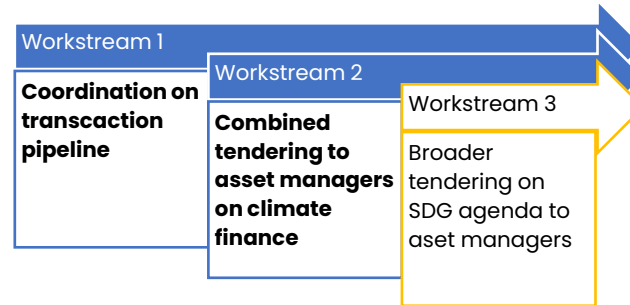 Workstream 1
Coordination on
transcaction
pipeline
Workstream 2
Combined
tendering to
asset managers
on climate
finance
Workstream 3
Broader
tendering on
SDG agenda to
aset managers